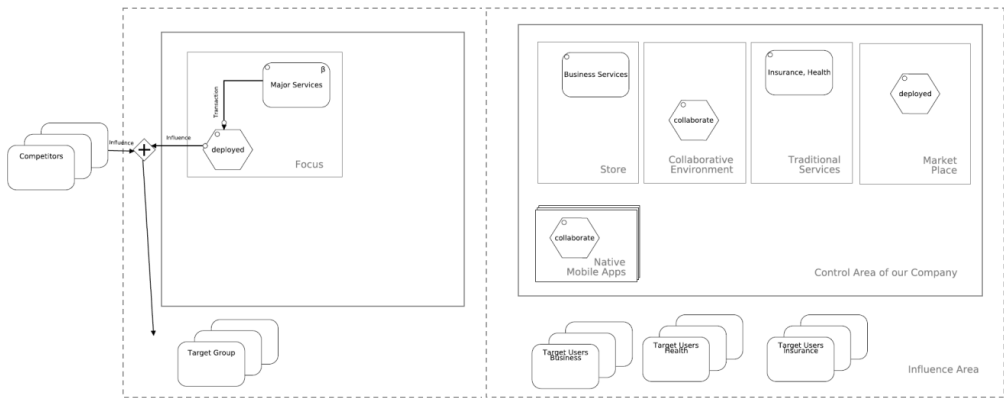 Competitors
Influence
Influence
Transaction
β
Major Services
deployed
Focus
Target Group
Business Services
Store
collaborate
Collaborative
Environment
Insurance, Health
Traditional
Services
deployed
Market
Place
collaborate
Native
Mobile Apps
Control Area of our Company
Target Users
Business
Target Users
Health
Target Users
Insurance
Influence Area